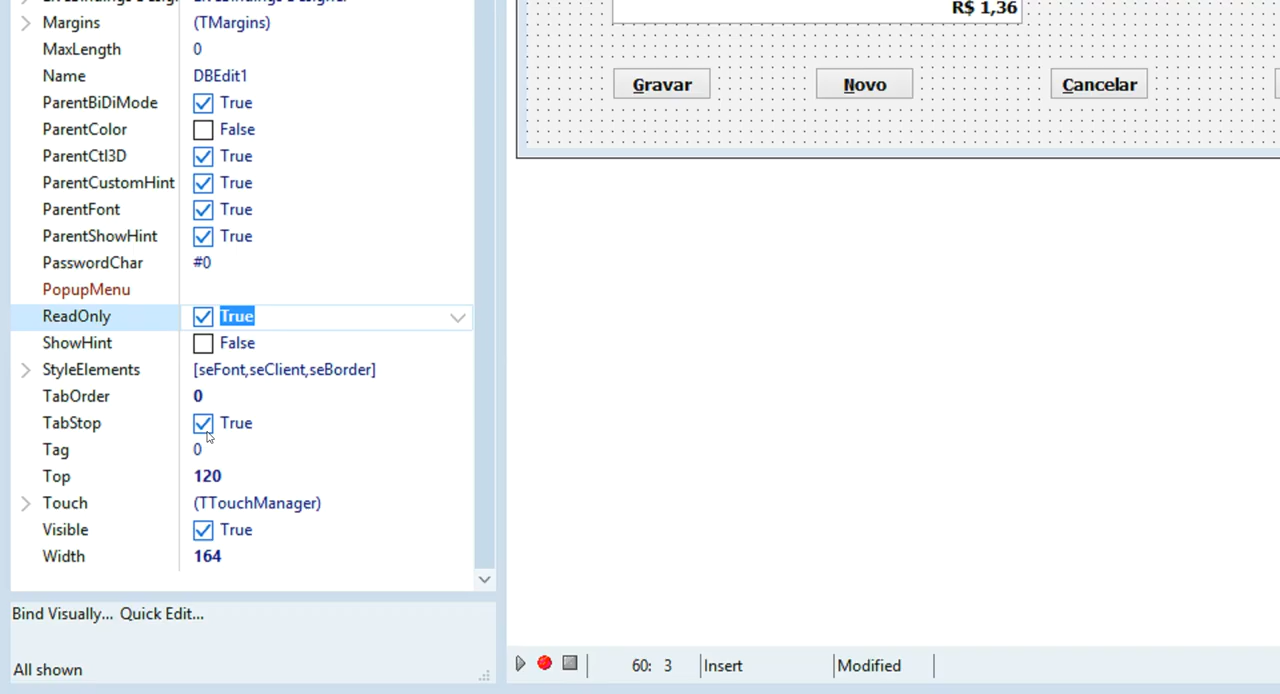 Margins (TMargins)
MaxLength 0
Name DBEdit1
ParentBiDiMode True
ParentColor False
ParentCtl3D True
ParentCustomHint True
ParentFont True
ParentShowHint True
PasswordChar #0
PopupMenu
ReadOnly True
ShowHint False
StyleElements [seFont,seClient,seBorder]
TabOrder 0
TabStop True
Tag 0
Top 120
Touch (TTouchManager)
Visible True
Width 164
Bind Visually... Quick Edit...
All shown
R$ 1,36
Gravar Novo Cancelar
60: 3 Insert Modified